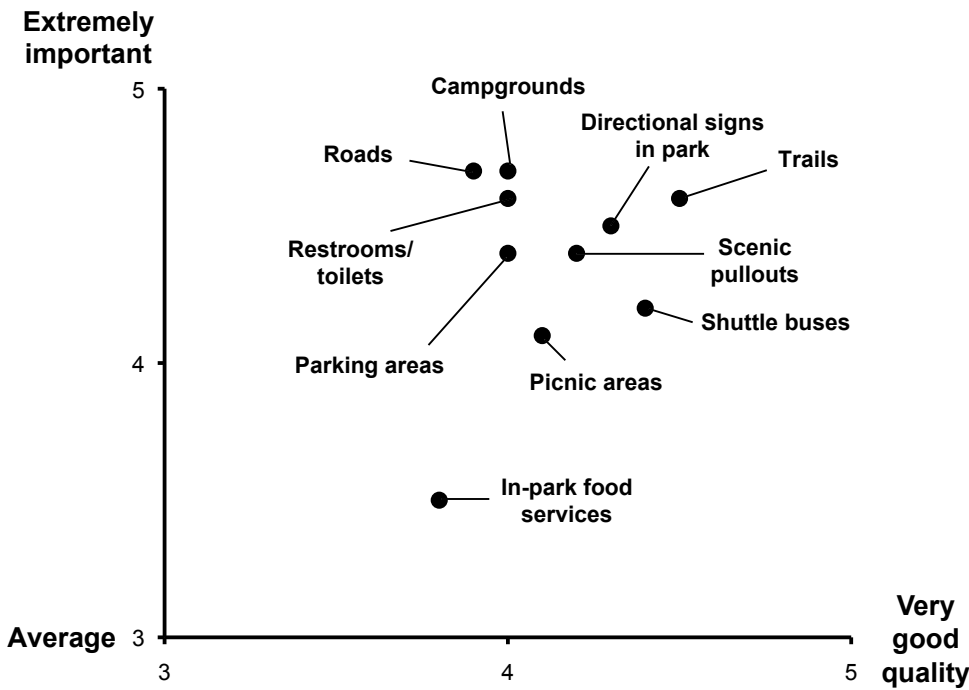 Extremely
important
5
Campgrounds
Directional signs
in park
Roads
Trails
Restrooms/
toilets
Scenic
pullouts
Shuttle buses
Parking areas
4
Picnic areas
In-park food
services
Average
3
Very
good
quality
3
4
5